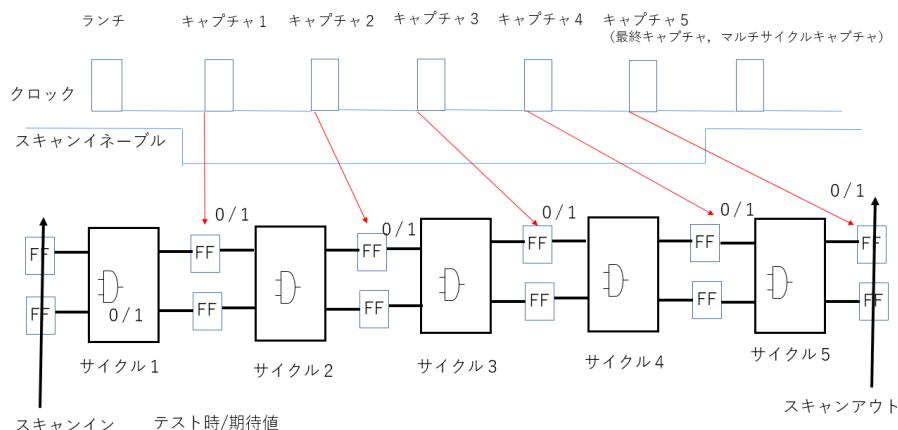 ランチ
キャプチャ１
キャプチャ２
キャプチャ３
キャプチャ４
キャプチャ５
（最終キャプチャ，マルチサイクルキャプチャ）
クロック
スキャンイネーブル
0/1
0/1
0/1
0/1
0/1
FF
FF
FF
FF
FF
FF
0/1
FF
FF
FF
FF
FF
FF
サイクル１
サイクル２
サイクル３
サイクル４
サイクル５
スキャンイン
テスト時/期待値
スキャンアウト